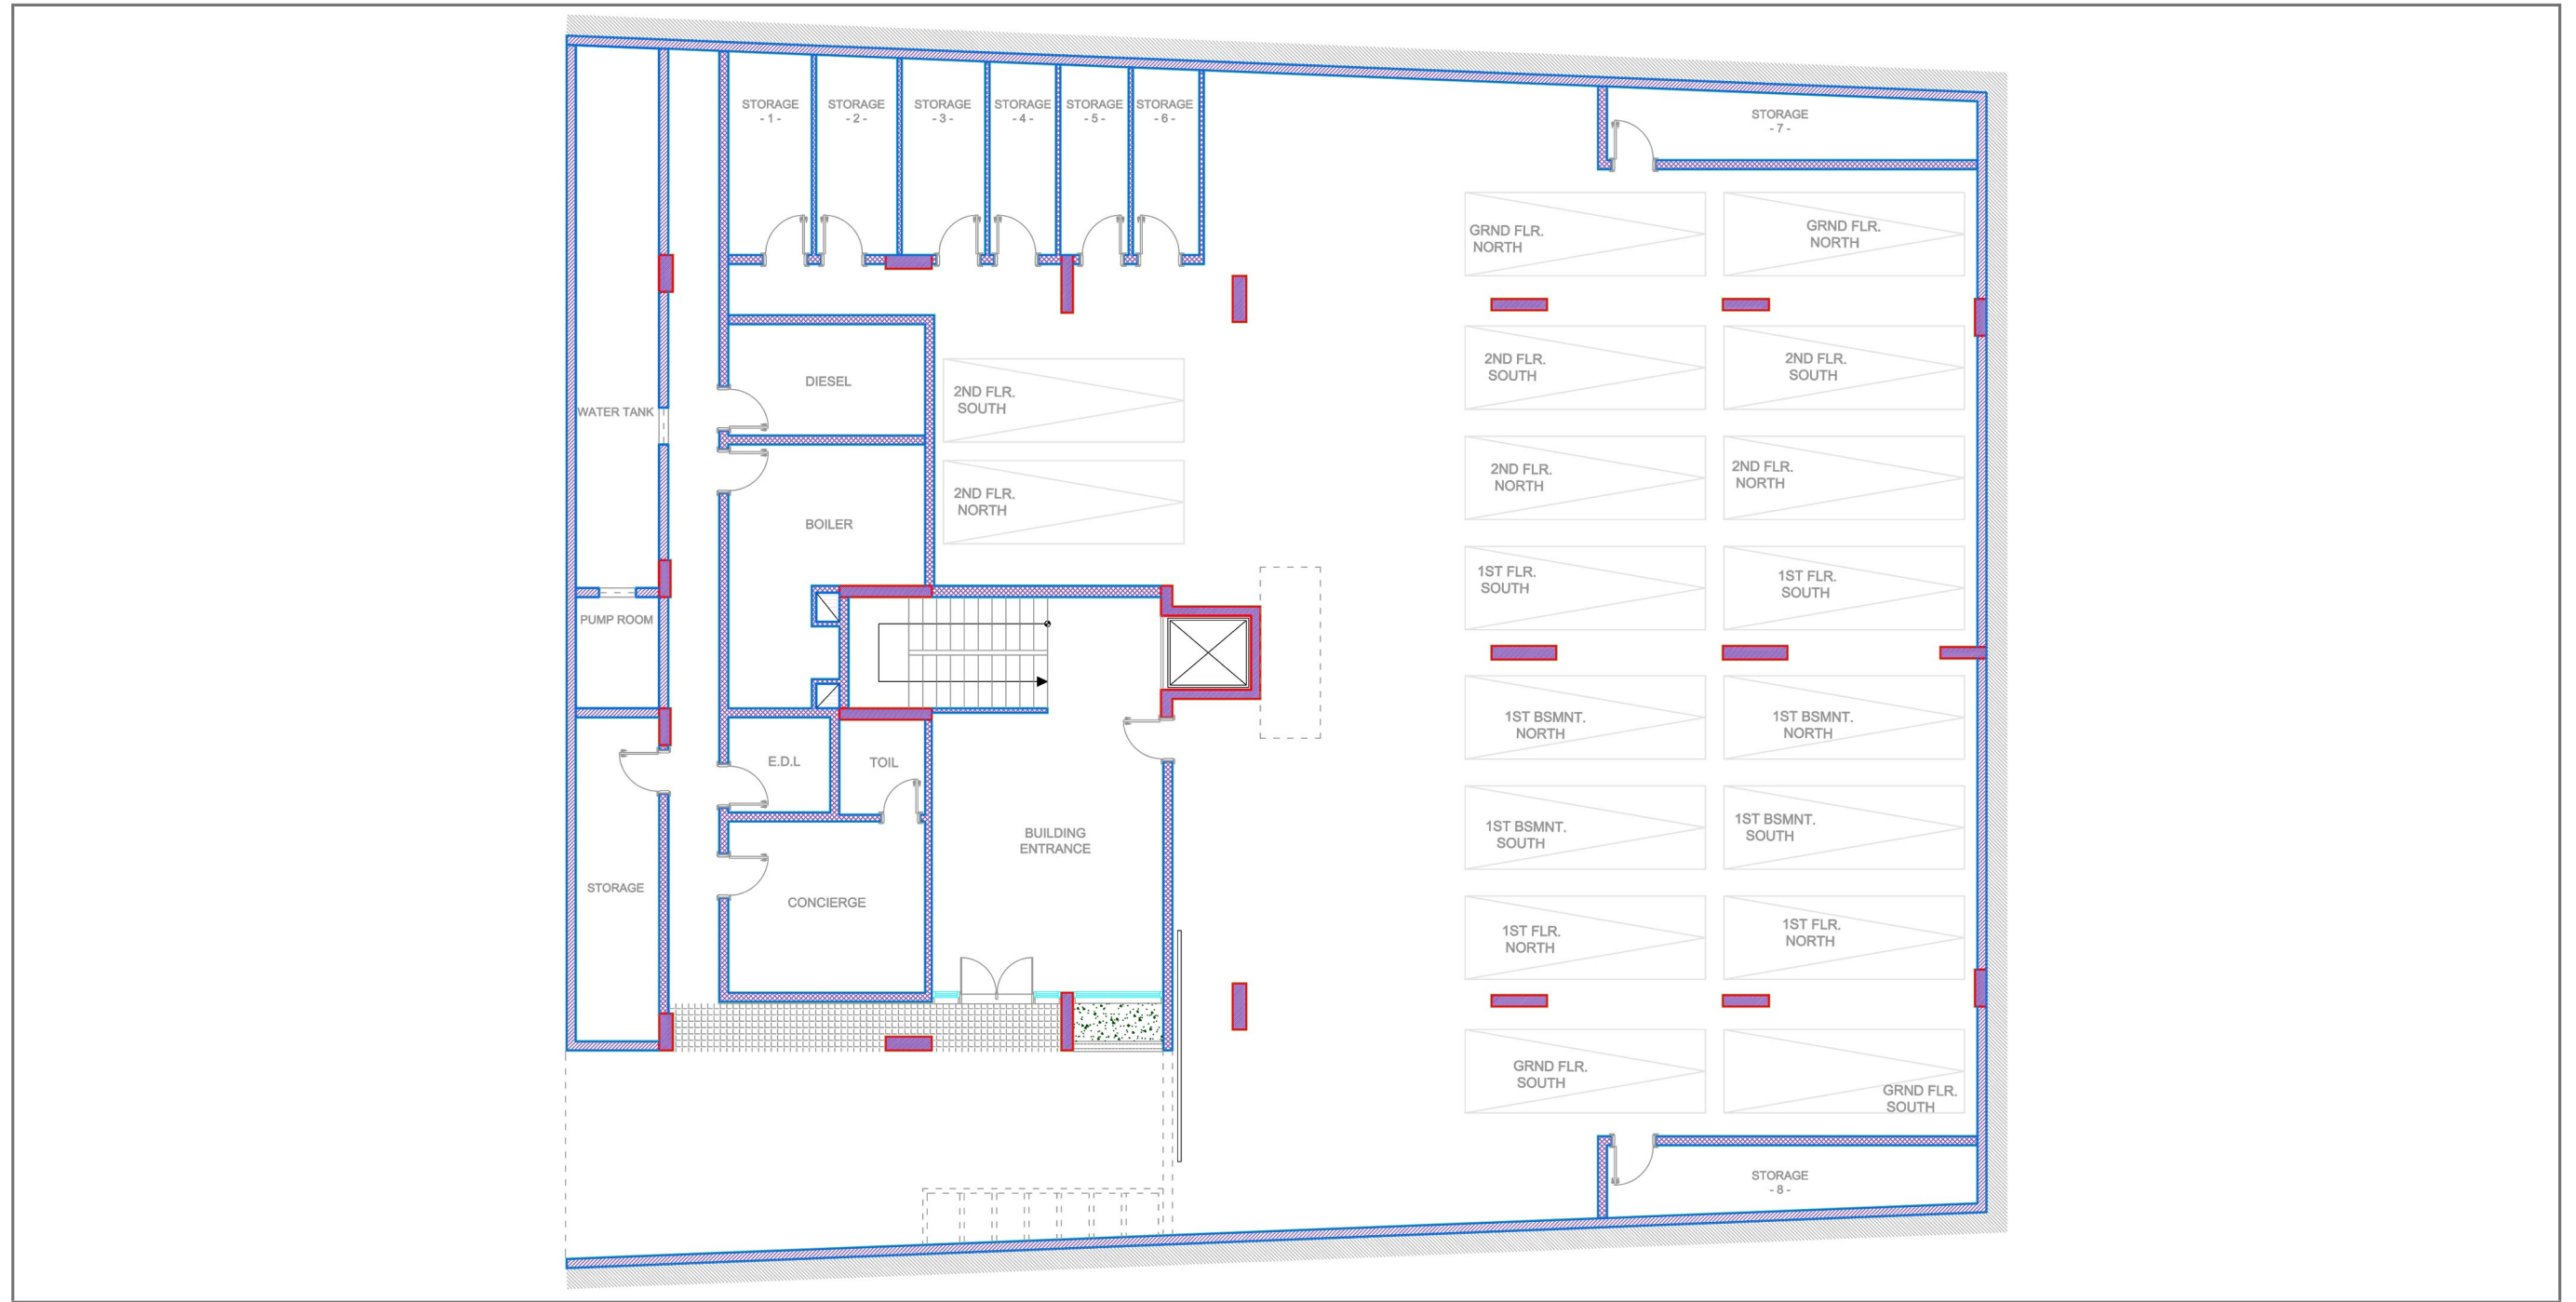 STORAGE
- 1 -
STORAGE
- 2 -
STORAGE
- 3 -
STORAGE
- 4 -
STORAGE
- 5 -
STORAGE
- 6 -
STORAGE
- 7 -
GRND FLR.
NORTH
GRND FLR.
NORTH
2ND FLR.
SOUTH
2ND FLR.
SOUTH
DIESEL
2ND FLR.
SOUTH
WATER TANK
2ND FLR.
NORTH
2ND FLR.
NORTH
2ND FLR.
NORTH
BOILER
1ST FLR.
SOUTH
1ST FLR.
SOUTH
PUMP ROOM
1ST BSMNT.
NORTH
1ST BSMNT.
NORTH
E.D.L
TOIL
1ST BSMNT.
SOUTH
1ST BSMNT.
SOUTH
BUILDING
ENTRANCE
STORAGE
CONCIERGE
1ST FLR.
NORTH
1ST FLR.
NORTH
GRND FLR.
SOUTH
GRND FLR.
SOUTH
STORAGE
- 8 -